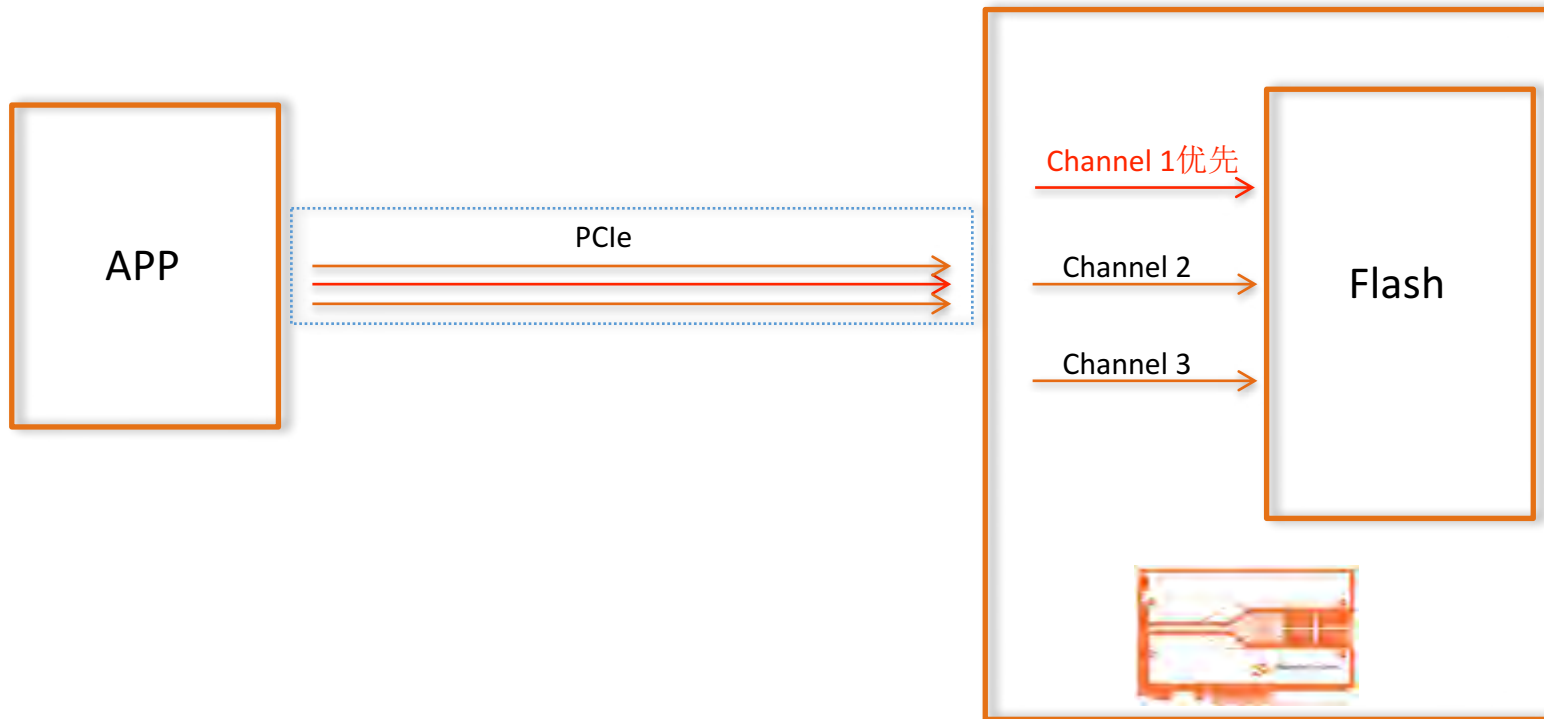 APP
PCIe
Channel 1优先
Channel 2
Channel 3
Flash